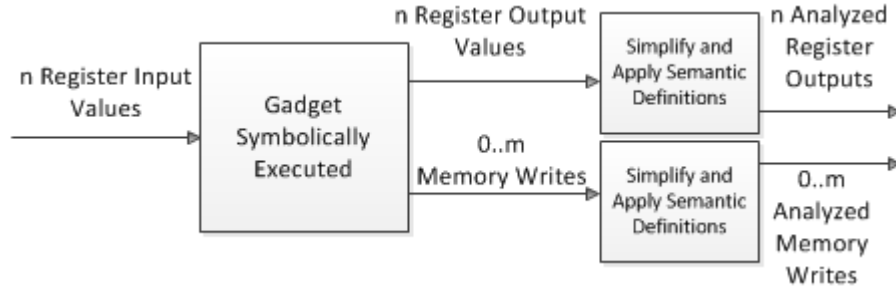 n Register Input
Values
Gadget
Symbolically
Executed
n Register Output
Values
0..m
Memory Writes
Simplify and
Apply Semantic
Definitions
n Analyzed
Register
Outputs
Simplify and
Apply Semantic
Definitions
0..m
Analyzed
Memory
Writes